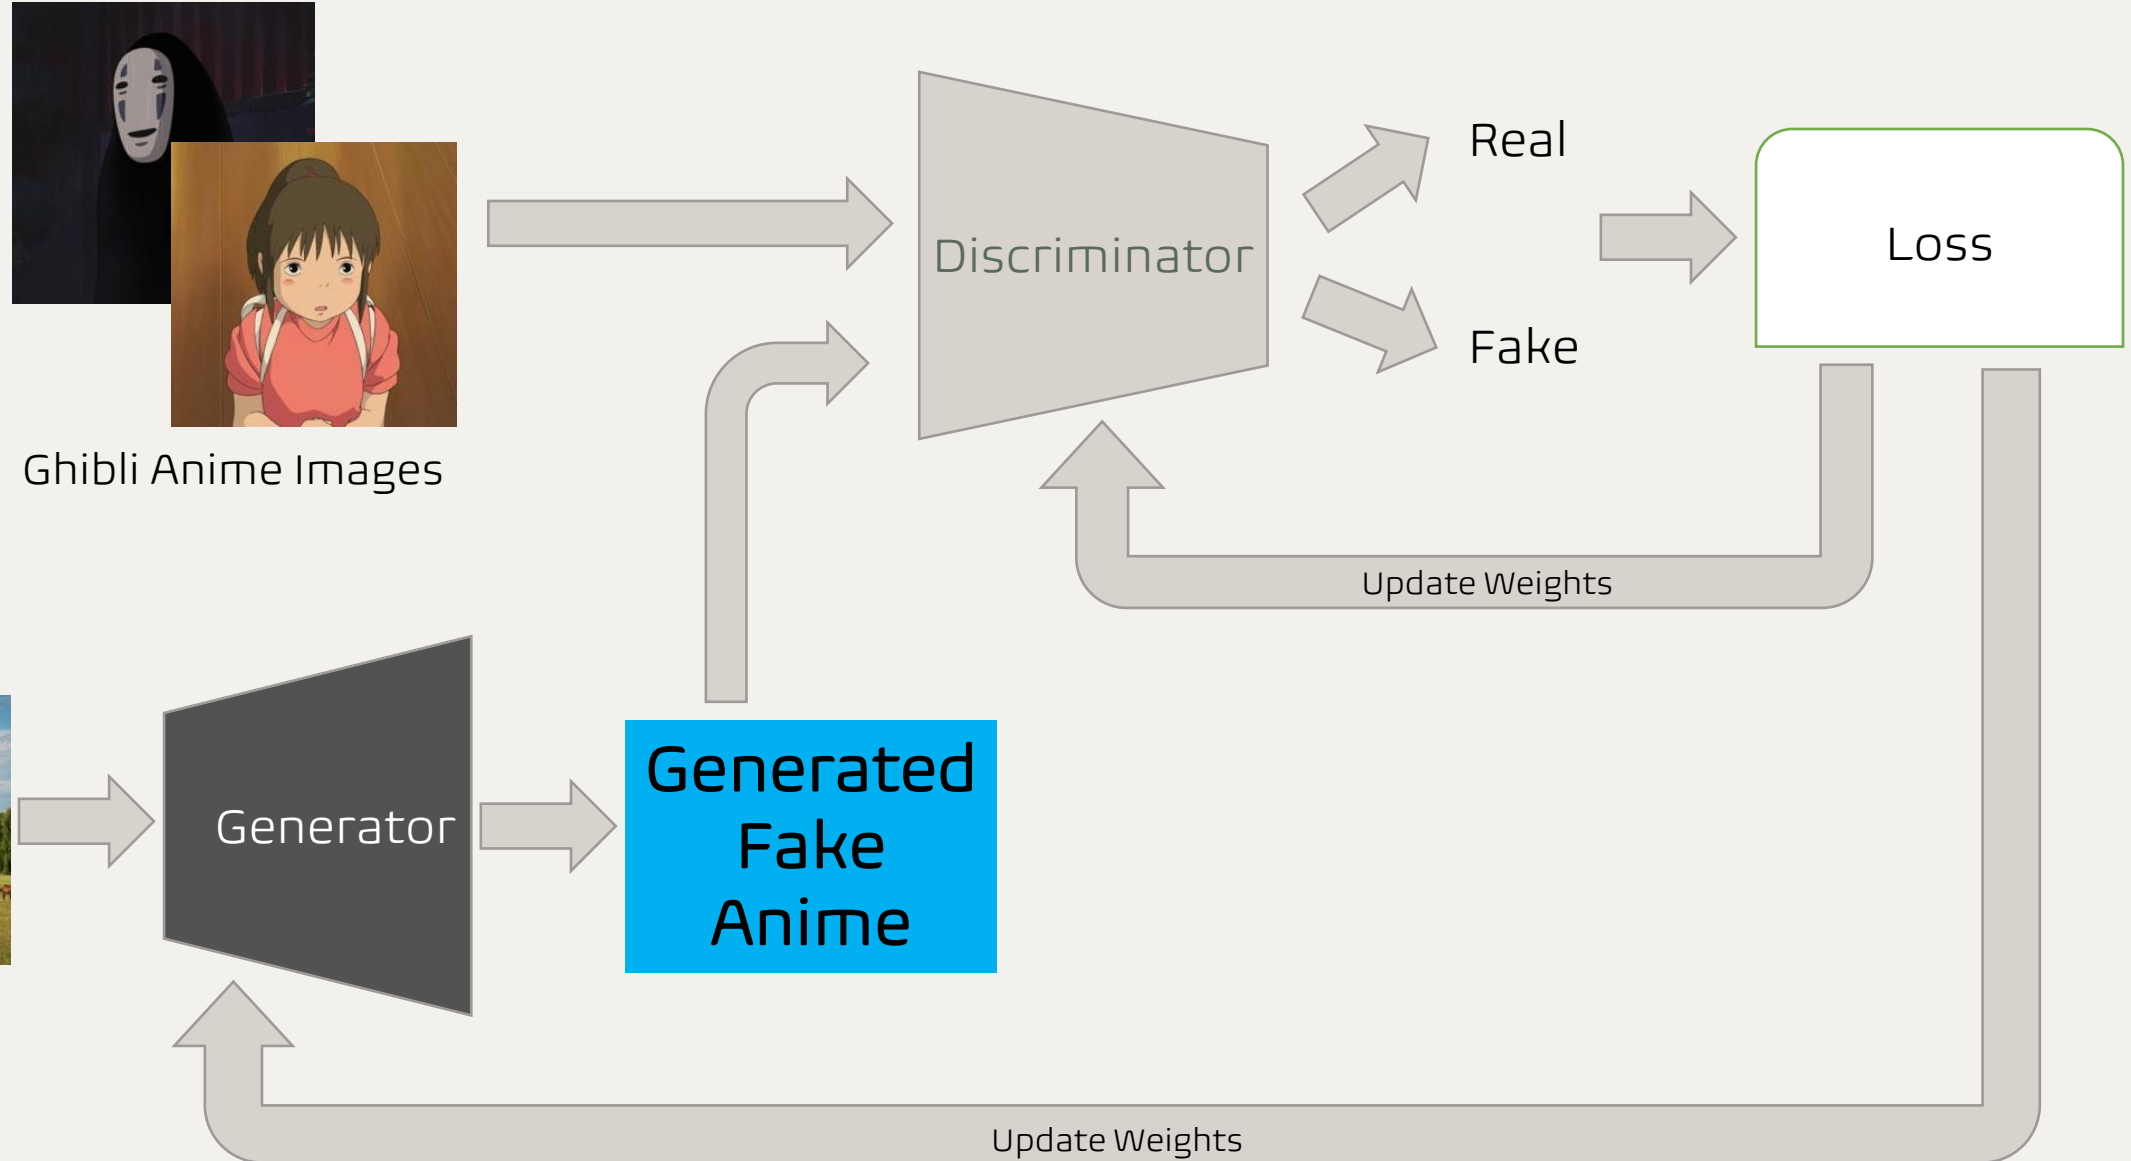 Real
Discriminator
Loss
Fake
Ghibli Anime Images
Update Weights
Generator
Generated
Fake
Anime
Update Weights